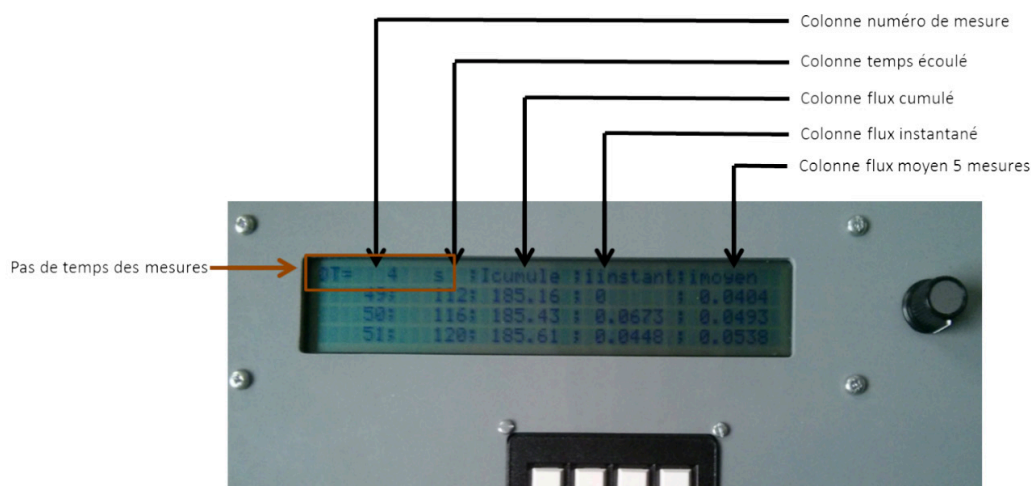 Colonne numéro de mesure
Colonne temps écoulé
Colonne flux cumulé
Colonne flux instantané
Colonne flux moyen 5 mesures
Pas de temps des mesures
DT= 4 s :Icumule :iinstant:imoyen
49: 112: 185.16 : 0 : 0.0404
50: 116: 185.43 : 0.0673 : 0.0493
51: 120: 185.61 : 0.0448 : 0.0538